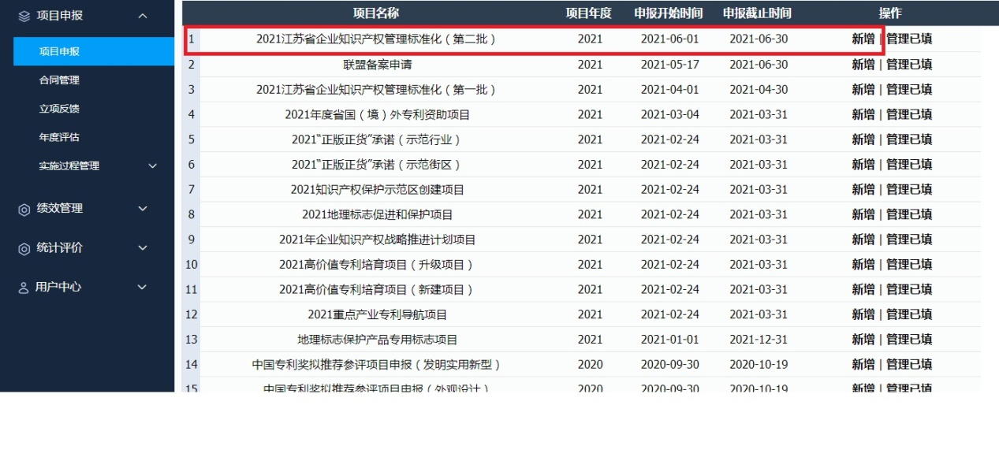 项目申报
项目申报
合同管理
立项反馈
年度评估
实施过程管理
绩效管理
统计评价
用户中心
项目名称 项目年度 申报开始时间 申报截止时间 操作
1 2021江苏省企业知识产权管理标准化（第二批） 2021 2021-06-01 2021-06-30 新增 | 管理已填
2 联盟备案申请 2021 2021-05-17 2021-06-30 新增 | 管理已填
3 2021江苏省企业知识产权管理标准化（第一批） 2021 2021-04-01 2021-04-30 新增 | 管理已填
4 2021年度省国（境）外专利资助项目 2021 2021-03-04 2021-03-31 新增 | 管理已填
5 2021“正版正货”承诺（示范行业） 2021 2021-02-24 2021-03-31 新增 | 管理已填
6 2021“正版正货”承诺（示范街区） 2021 2021-02-24 2021-03-31 新增 | 管理已填
7 2021知识产权保护示范区创建项目 2021 2021-02-24 2021-03-31 新增 | 管理已填
8 2021地理标志促进和保护项目 2021 2021-02-24 2021-03-31 新增 | 管理已填
9 2021年企业知识产权战略推进计划项目 2021 2021-02-24 2021-03-31 新增 | 管理已填
10 2021高价值专利培育项目（升级项目） 2021 2021-02-24 2021-03-31 新增 | 管理已填
11 2021高价值专利培育项目（新建项目） 2021 2021-02-24 2021-03-31 新增 | 管理已填
12 2021重点产业专利导航项目 2021 2021-02-24 2021-03-31 新增 | 管理已填
13 地理标志保护产品专用标志项目 2021 2021-01-01 2021-12-31 新增 | 管理已填
14 中国专利奖拟推荐参评项目申报（发明实用新型） 2020 2020-09-30 2020-10-19 新增 | 管理已填
15 中国专利奖拟推荐参评项目申报（外观设计） 2020 2020-09-30 2020-10-19 新增 | 管理已填